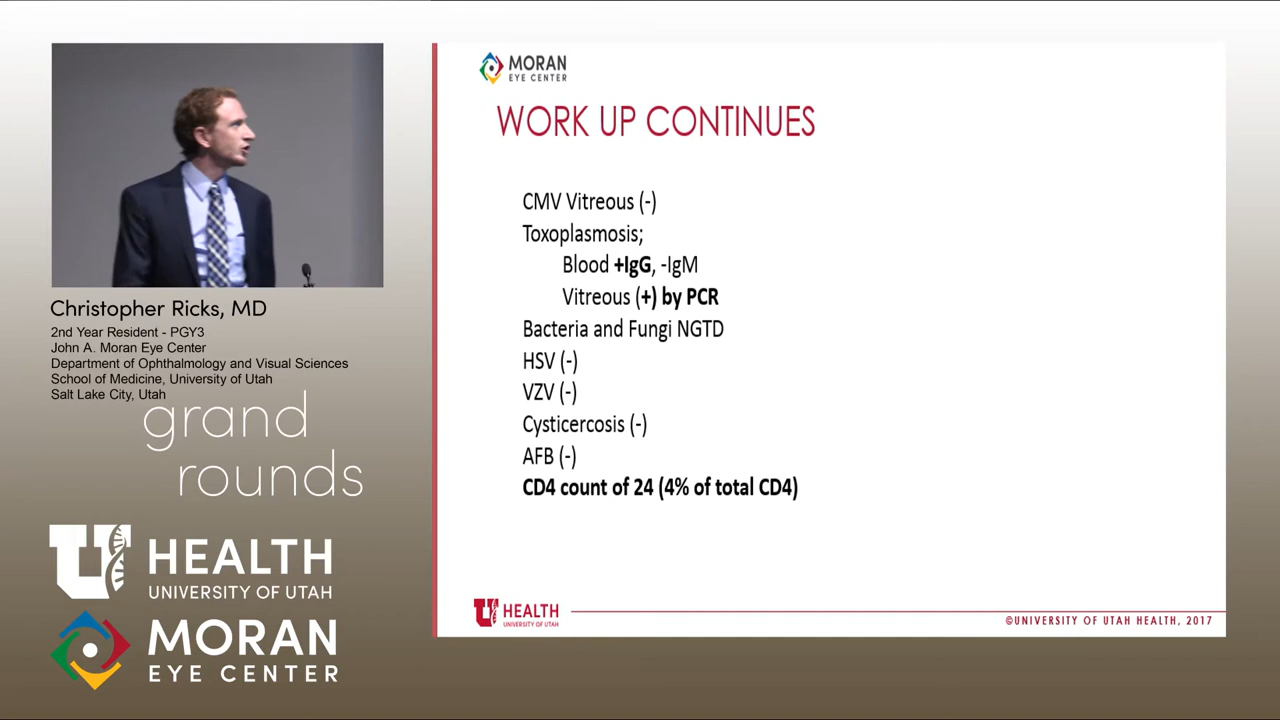 Christopher Ricks, MD
2nd Year Resident - PGY3
John A. Moran Eye Center
Department of Ophthalmology and Visual Sciences
School of Medicine, University of Utah
Salt Lake City, Utah
grand
rounds
U HEALTH
UNIVERSITY OF UTAH
MORAN
EYE CENTER
MORAN
EYE CENTER
WORK UP CONTINUES
CMV Vitreous (-)
Toxoplasmosis;
Blood +IgG, -IgM
Vitreous (+) by PCR
Bacteria and Fungi NGTD
HSV (-)
VZV (-)
Cysticercosis (-)
AFB (-)
CD4 count of 24 (4% of total CD4)
U HEALTH
UNIVERSITY OF UTAH
©UNIVERSITY OF UTAH HEALTH, 2017